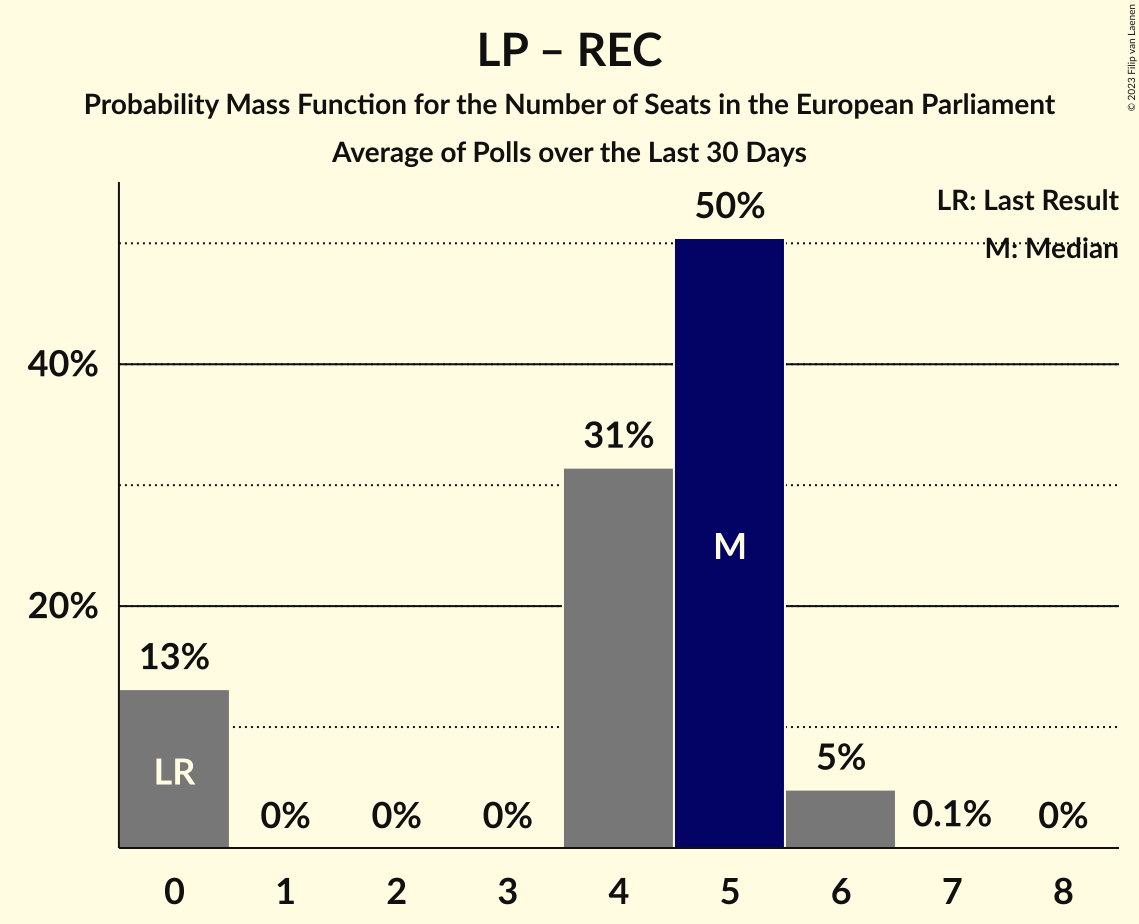 LP – REC
Probability Mass Function for the Number of Seats in the European Parliament
Average of Polls over the Last 30 Days
© 2023 Filip van Laenen
LR: Last Result
M: Median
50%
40%
31%
M
20%
13%
LR
5%
0%
0%
0%
0.1%
0%
0
1
2
3
4
5
6
7
8